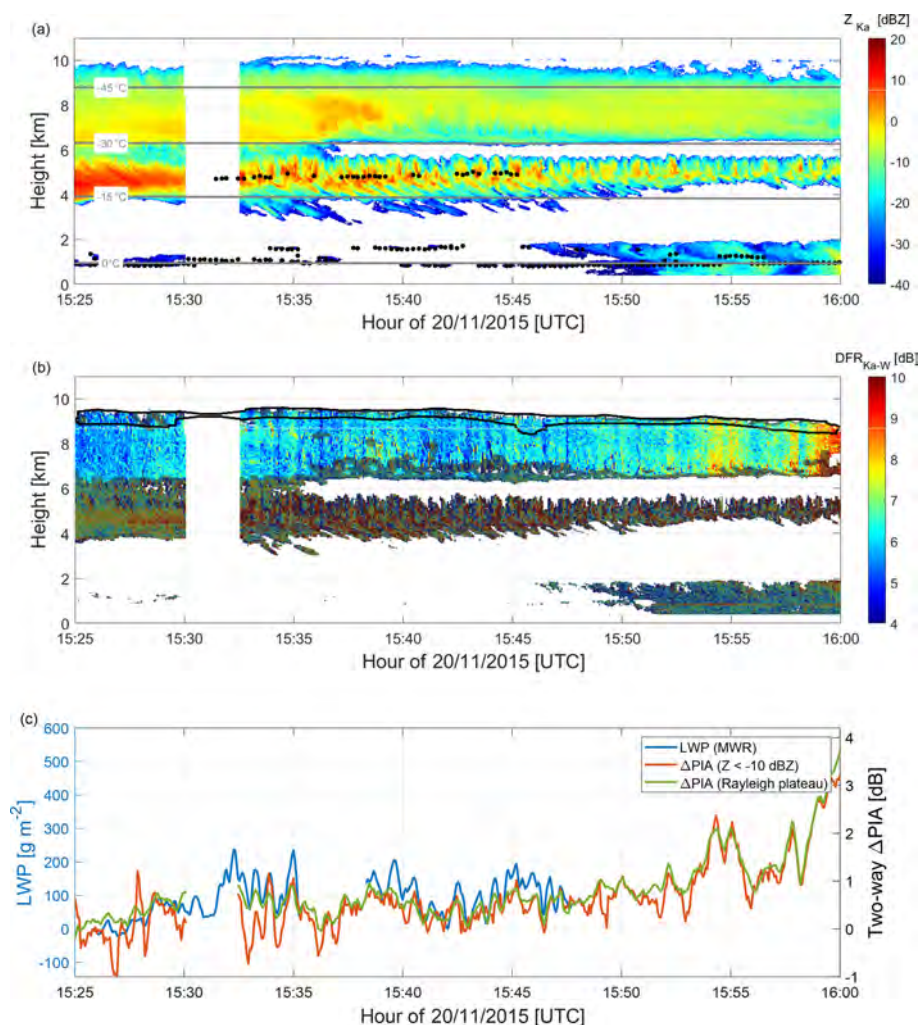 (a)
Z Ka [dBZ]
20
10
0
-10
-20
-30
-40
Height [km]
10
8
6
4
2
0
-45 °C
-30 °C
-15 °C
0°C
15:25 15:30 15:35 15:40 15:45 15:50 15:55 16:00
Hour of 20/11/2015 [UTC]
(b)
DFR Ka-W [dB]
10
9
8
7
6
5
4
Height [km]
10
8
6
4
2
0
15:25 15:30 15:35 15:40 15:45 15:50 15:55 16:00
Hour of 20/11/2015 [UTC]
(c)
LWP [g m-2]
600
500
400
300
200
100
0
-100
LWP (MWR)
ΔPIA (Z < -10 dBZ)
ΔPIA (Rayleigh plateau)
4
3
2
1
0
-1
Two-way ΔPIA [dB]
15:25 15:30 15:35 15:40 15:45 15:50 15:55 16:00
Hour of 20/11/2015 [UTC]